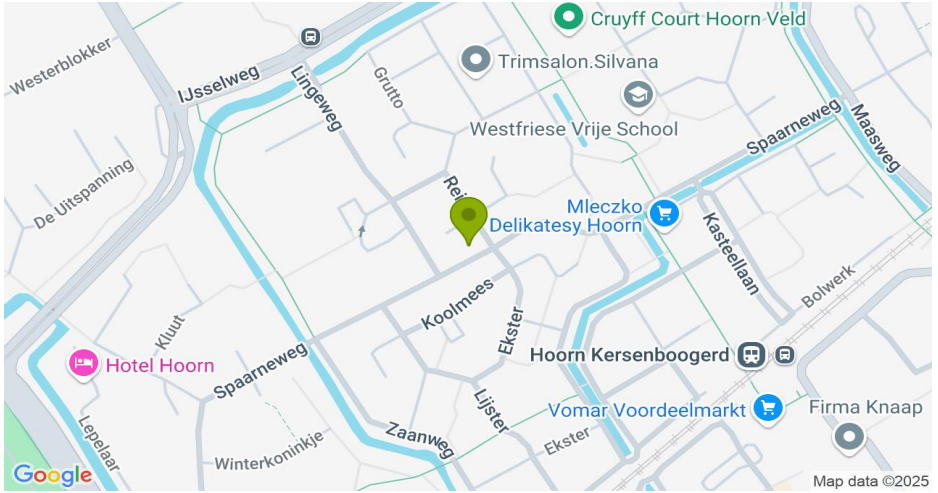 Cruyff Court Hoorn Veld
Westerblokker
IJsselweg
Trimsalon.Silvana
Lingeweg
Grutto
Westfriese Vrije School
Spaarneweg
Maasweg
De Uitspanning
Rei
Mleczko
Delikatesy Hoorn
Kasteellaan
Bolwerk
Koolmees
Kluut
Ekster
Hoorn Kersenboogerd
Hotel Hoorn
Spaarneweg
Vomar Voordeelmarkt
Firma Knaap
Lijster
Lepelaar
Zaanweg
Ekster
Winterkoninkje
Google
Map data ©2025